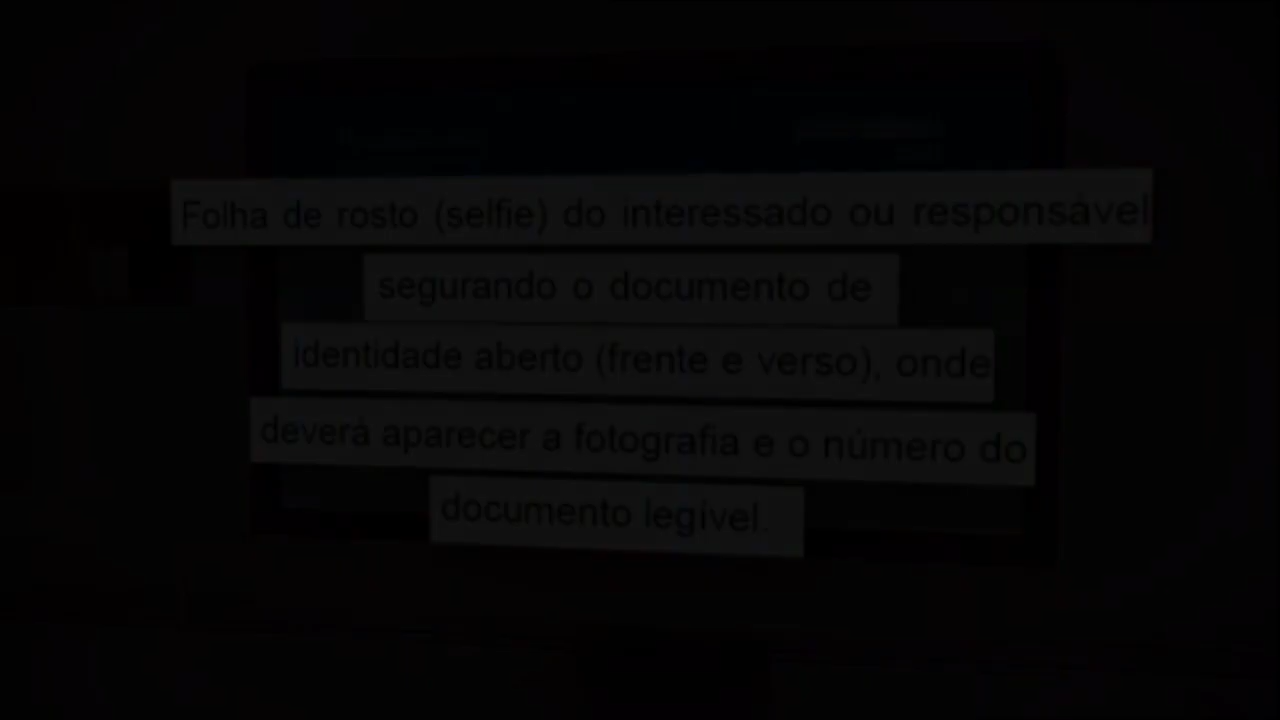 Folha de rosto (selfie) do interessado ou responsável
segurando o documento de
identidade aberto (frente e verso), onde
deverá aparecer a fotografia e o número do
documento legível.